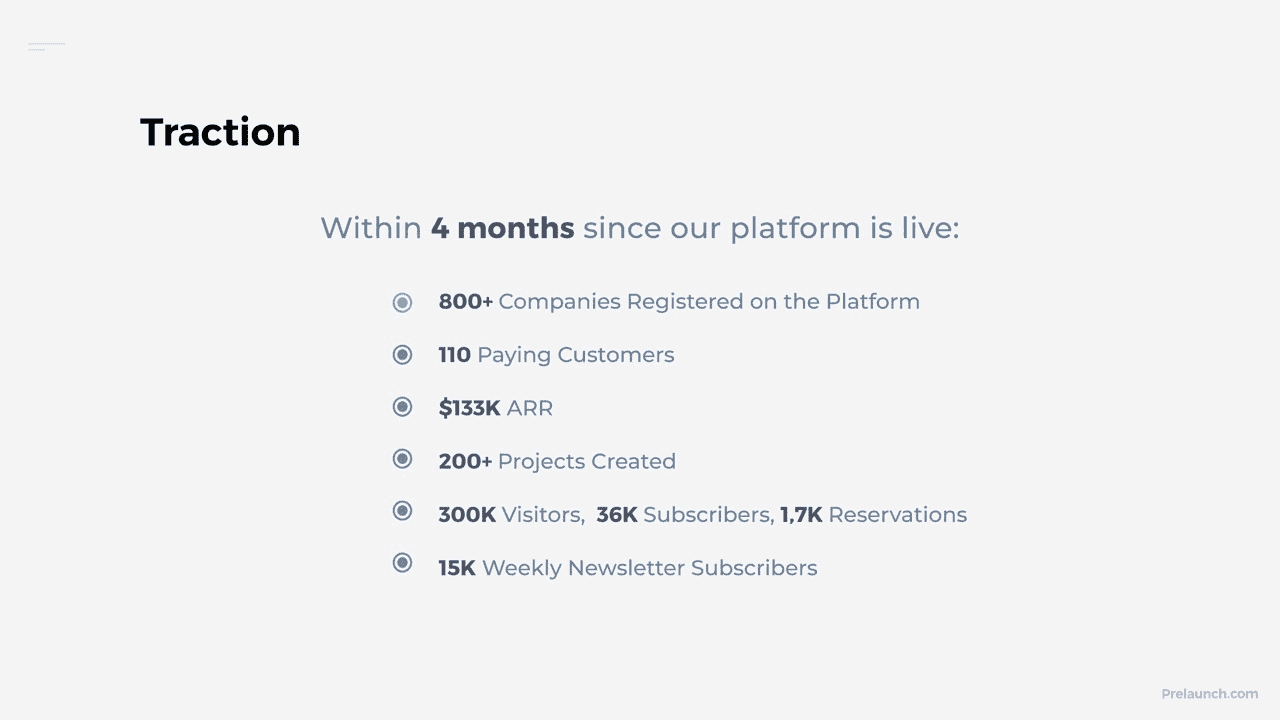 Traction
Within 4 months since our platform is live:
800+ Companies Registered on the Platform
110 Paying Customers
$133K ARR
200+ Projects Created
300K Visitors, 36K Subscribers, 1,7K Reservations
15K Weekly Newsletter Subscribers
Prelaunch.com